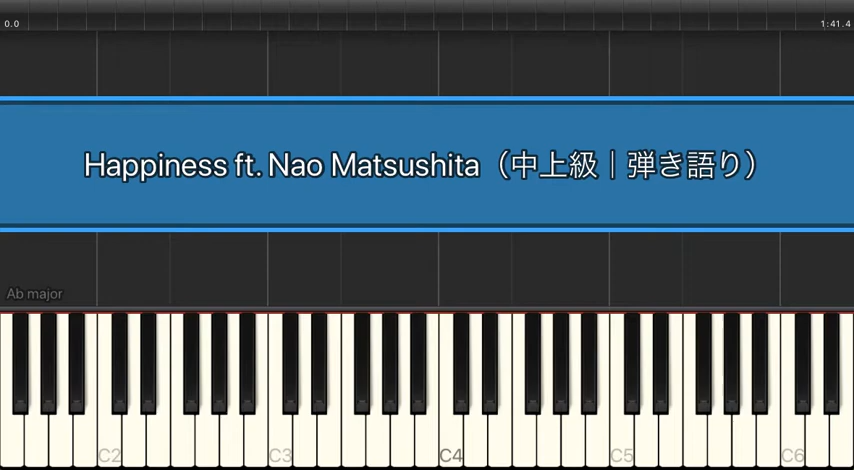 0.0 1:41.4
Happiness ft. Nao Matsushita（中上級｜弾き語り）
Ab major
C2 C3 C4 C5 C6